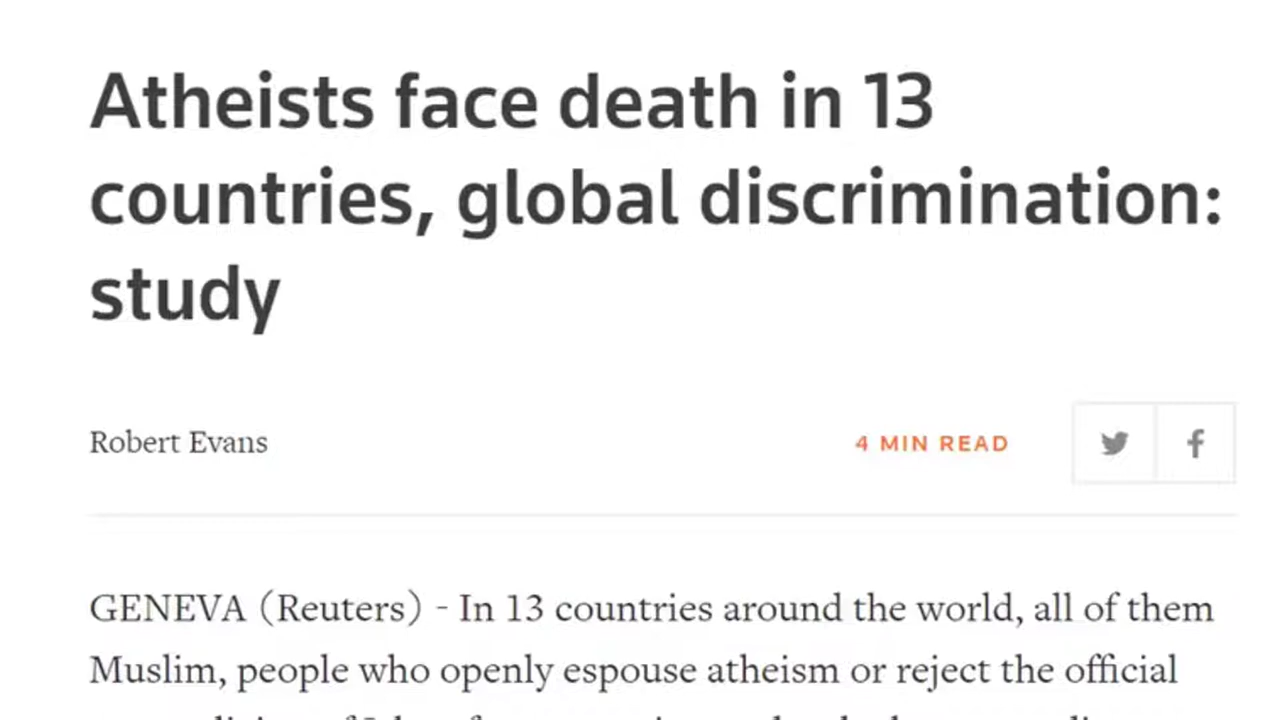 Atheists face death in 13
countries, global discrimination:
study
Robert Evans
4 MIN READ
GENEVA (Reuters) - In 13 countries around the world, all of them
Muslim, people who openly espouse atheism or reject the official